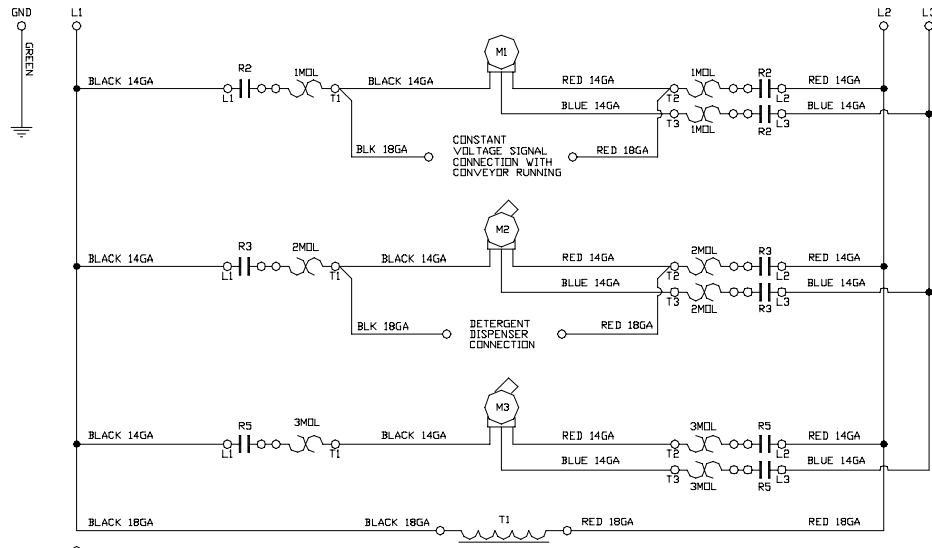 GND L1 L2 L3
GREEN
M1
R2 1MOL 1MOL R2
BLACK 14GA BLACK 14GA RED 14GA RED 14GA
L1 T1 T2 L2
BLUE 14GA BLUE 14GA
T3 1MOL R2 L3
BLK 18GA RED 18GA
CONSTANT
VOLTAGE SIGNAL
CONNECTION WITH
CONVEYOR RUNNING
M2
R3 2MOL 2MOL R3
BLACK 14GA BLACK 14GA RED 14GA RED 14GA
L1 T1 T2 L2
BLUE 14GA BLUE 14GA
T3 2MOL R3 L3
BLK 18GA RED 18GA
DETERGENT
DISPENSER
CONNECTION
M3
R5 3MOL 3MOL R5
BLACK 14GA BLACK 14GA RED 14GA RED 14GA
L1 T1 T2 L2
BLUE 14GA BLUE 14GA
T3 3MOL R5 L3
T1
BLACK 18GA BLACK 18GA RED 18GA RED 18GA